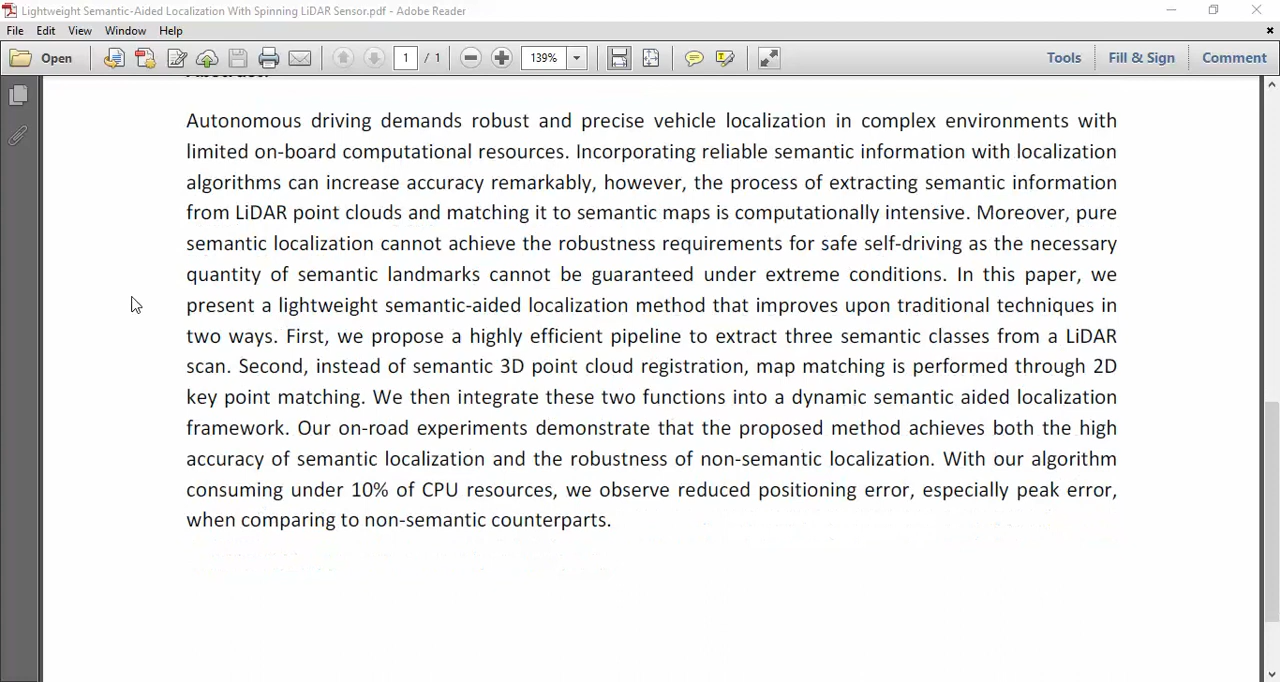 Lightweight Semantic-Aided Localization With Spinning LiDAR Sensor.pdf - Adobe Reader
File Edit View Window Help
Open 1 / 1 139% Tools Fill & Sign Comment
Autonomous driving demands robust and precise vehicle localization in complex environments with
limited on-board computational resources. Incorporating reliable semantic information with localization
algorithms can increase accuracy remarkably, however, the process of extracting semantic information
from LiDAR point clouds and matching it to semantic maps is computationally intensive. Moreover, pure
semantic localization cannot achieve the robustness requirements for safe self-driving as the necessary
quantity of semantic landmarks cannot be guaranteed under extreme conditions. In this paper, we
present a lightweight semantic-aided localization method that improves upon traditional techniques in
two ways. First, we propose a highly efficient pipeline to extract three semantic classes from a LiDAR
scan. Second, instead of semantic 3D point cloud registration, map matching is performed through 2D
key point matching. We then integrate these two functions into a dynamic semantic aided localization
framework. Our on-road experiments demonstrate that the proposed method achieves both the high
accuracy of semantic localization and the robustness of non-semantic localization. With our algorithm
consuming under 10% of CPU resources, we observe reduced positioning error, especially peak error,
when comparing to non-semantic counterparts.